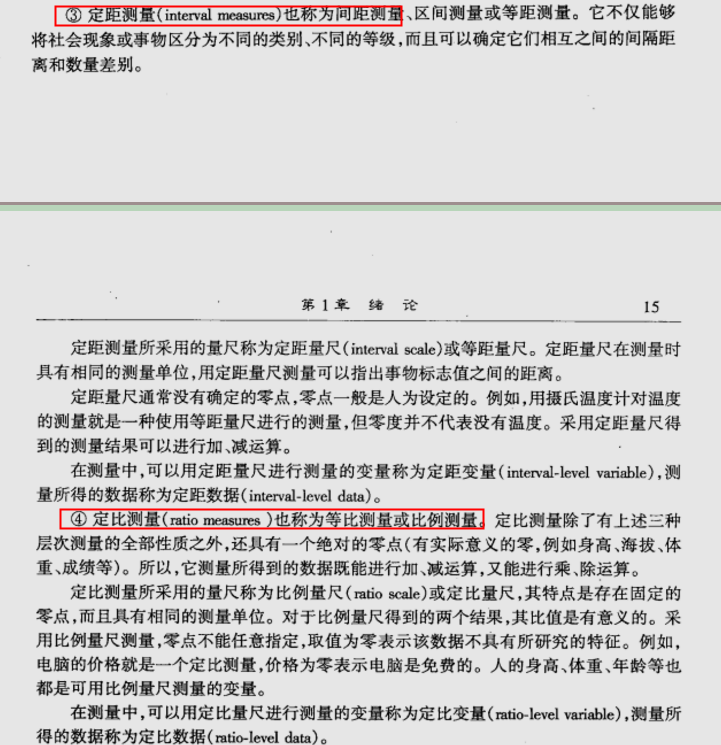 ③ 定距测量(interval measures)也称为间距测量、区间测量或等距测量。它不仅能够
将社会现象或事物区分为不同的类别、不同的等级,而且可以确定它们相互之间的间隔距
离和数量差别。
第1章 绪 论 15
定距测量所采用的量尺称为定距量尺(interval scale)或等距量尺。定距量尺在测量时
具有相同的测量单位,用定距量尺测量可以指出事物标志值之间的距离。
定距量尺通常没有确定的零点,零点一般是人为设定的。例如,用摄氏温度计对温度
的测量就是一种使用等距量尺进行的测量,但零度并不代表没有温度。采用定距量尺得
到的测量结果可以进行加、减运算。
在测量中,可以用定距量尺进行测量的变量称为定距变量(interval-level variable),测
量所得的数据称为定距数据(interval-level data)。
④ 定比测量(ratio measures )也称为等比测量或比例测量。定比测量除了有上述三种
层次测量的全部性质之外,还具有一个绝对的零点(有实际意义的零,例如身高、海拔、体
重、成绩等)。所以,它测量所得到的数据既能进行加、减运算,又能进行乘、除运算。
定比测量所采用的量尺称为比例量尺(ratio scale)或定比量尺,其特点是存在固定的
零点,而且具有相同的测量单位。对于比例量尺得到的两个结果,其比值是有意义的。采
用比例量尺测量,零点不能任意指定,取值为零表示该数据不具有所研究的特征。例如,
电脑的价格就是一个定比测量,价格为零表示电脑是免费的。人的身高、体重、年龄等也
都是可用比例量尺测量的变量。
在测量中,可以用定比量尺进行测量的变量称为定比变量(ratio-level variable),测量所
得的数据称为定比数据(ratio-level data)。